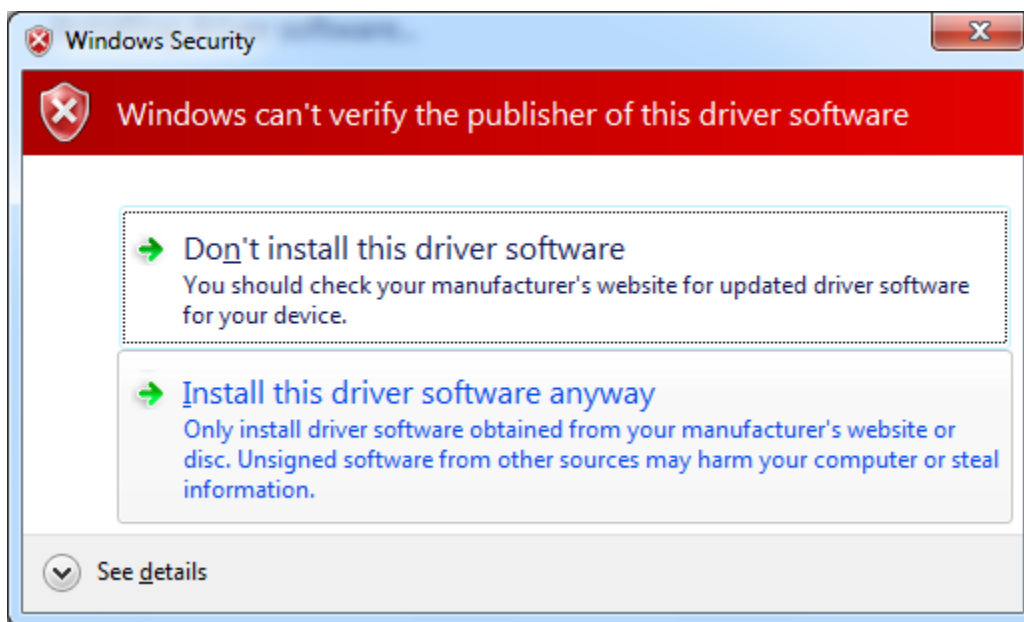 Windows Security
Windows can't verify the publisher of this driver software
Don't install this driver software
You should check your manufacturer's website for updated driver software
for your device.
Install this driver software anyway
Only install driver software obtained from your manufacturer's website or
disc. Unsigned software from other sources may harm your computer or steal
information.
See details